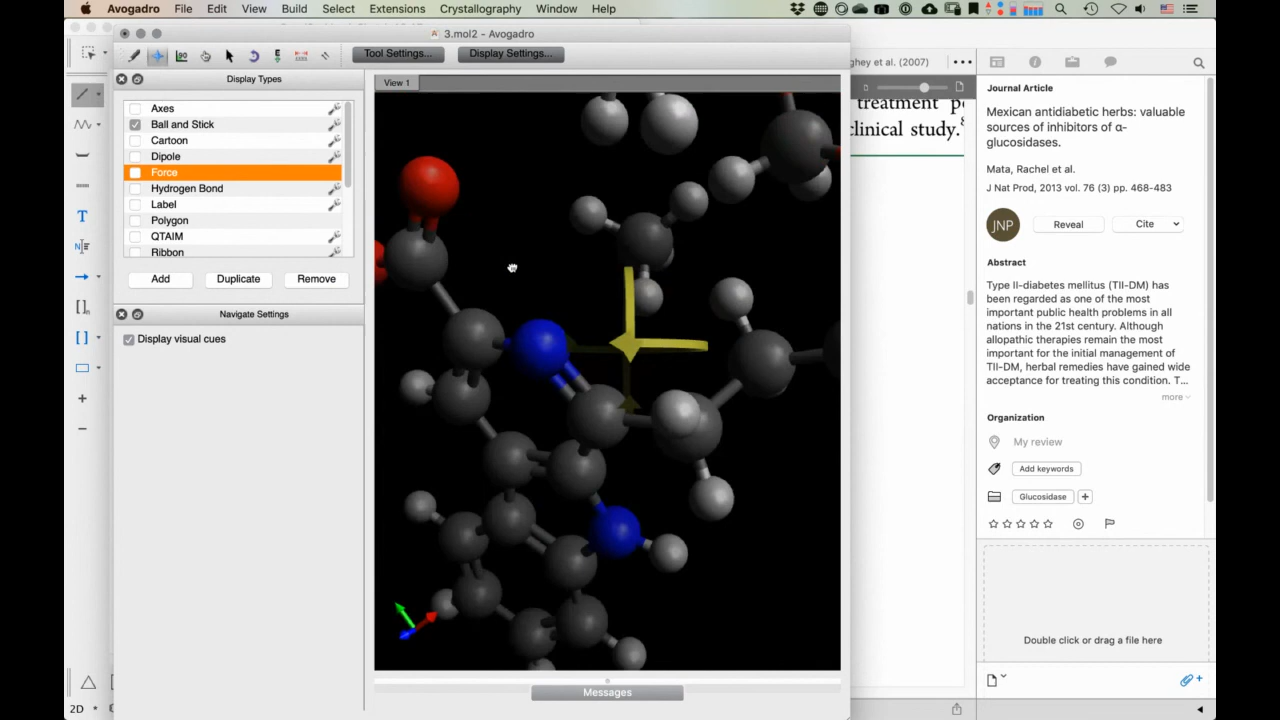 Avogadro File Edit View Build Select Extensions Crystallography Window Help
3.mol2 - Avogadro
Tool Settings... Display Settings...
Display Types
Axes
Ball and Stick
Cartoon
Dipole
Force
Hydrogen Bond
Label
Polygon
QTAIM
Ribbon
Add Duplicate Remove
Navigate Settings
Display visual cues
View 1
Messages
T
2D
ghey et al. (2007)
treatment p
clinical study.
Journal Article
Mexican antidiabetic herbs: valuable
sources of inhibitors of α-
glucosidases.
Mata, Rachel et al.
J Nat Prod, 2013 vol. 76 (3) pp. 468-483
JNP Reveal Cite
Abstract
Type II-diabetes mellitus (TII-DM) has
been regarded as one of the most
important public health problems in all
nations in the 21st century. Although
allopathic therapies remain the most
important for the initial management of
TII-DM, herbal remedies have gained wide
acceptance for treating this condition. T...
more
Organization
My review
Add keywords
Glucosidase +
Double click or drag a file here